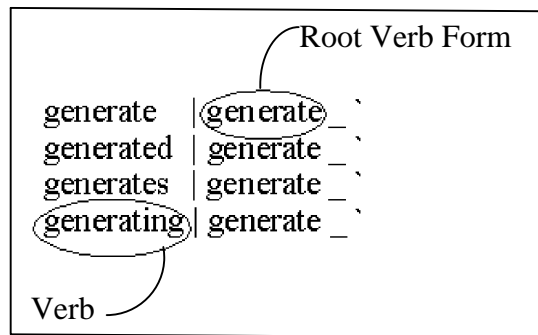 Root Verb Form
generate | generate _ `
generated | generate _ `
generates | generate _ `
generating | generate _ `
Verb